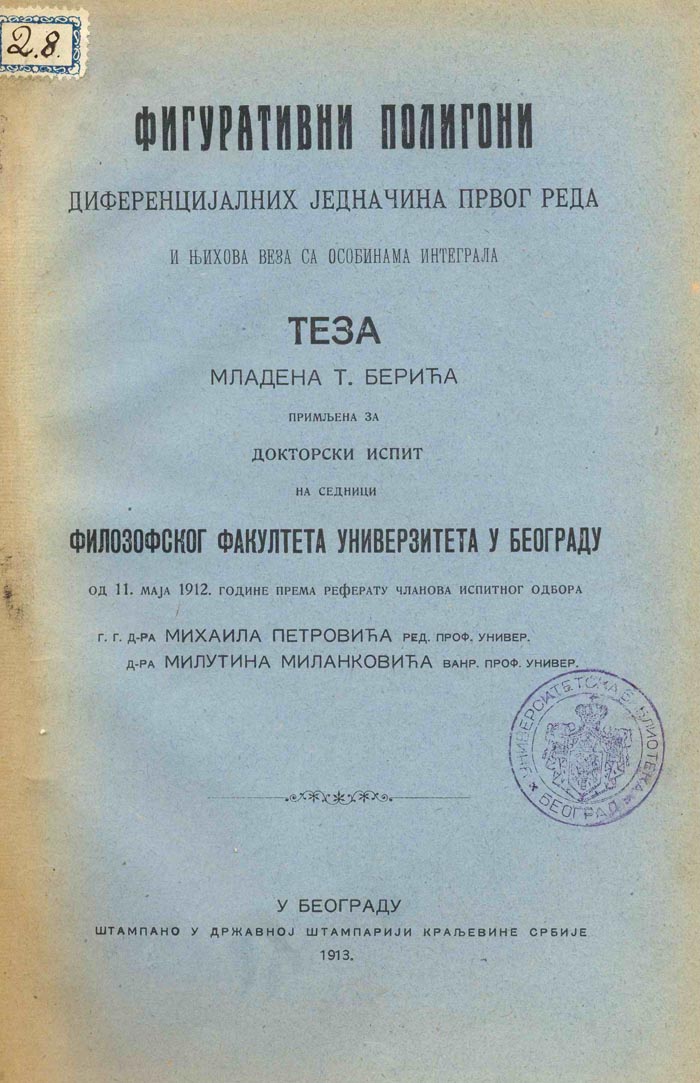 2.8.
ФИГУРАТИВНИ ПОЛИГОНИ
ДИФЕРЕНЦИЈАЛНИХ ЈЕДНАЧИНА ПРВОГ РЕДА
И ЊИХОВА ВЕЗА СА ОСОБИНАМА ИНТЕГРАЛА
ТЕЗА
МЛАДЕНА Т. БЕРИЋА
ПРИМЉЕНА ЗА
ДОКТОРСКИ ИСПИТ
НА СЕДНИЦИ
ФИЛОЗОФСКОГ ФАКУЛТЕТА УНИВЕРЗИТЕТА У БЕОГРАДУ
ОД 11. МАЈА 1912. ГОДИНЕ ПРЕМА РЕФЕРАТУ ЧЛАНОВА ИСПИТНОГ ОДБОРА
Г. Г. Д-РА МИХАИЛА ПЕТРОВИЋА РЕД. ПРОФ. УНИВЕР.
Д-РА МИЛУТИНА МИЛАНКОВИЋА ВАНР. ПРОФ. УНИВЕР.
УНИВЕРСИТЕТСКА БИБЛИОТЕКА
БЕОГРАД
У БЕОГРАДУ
ШТАМПАНО У ДРЖАВНОЈ ШТАМПАРИЈИ КРАЉЕВИНЕ СРБИЈЕ
1913.